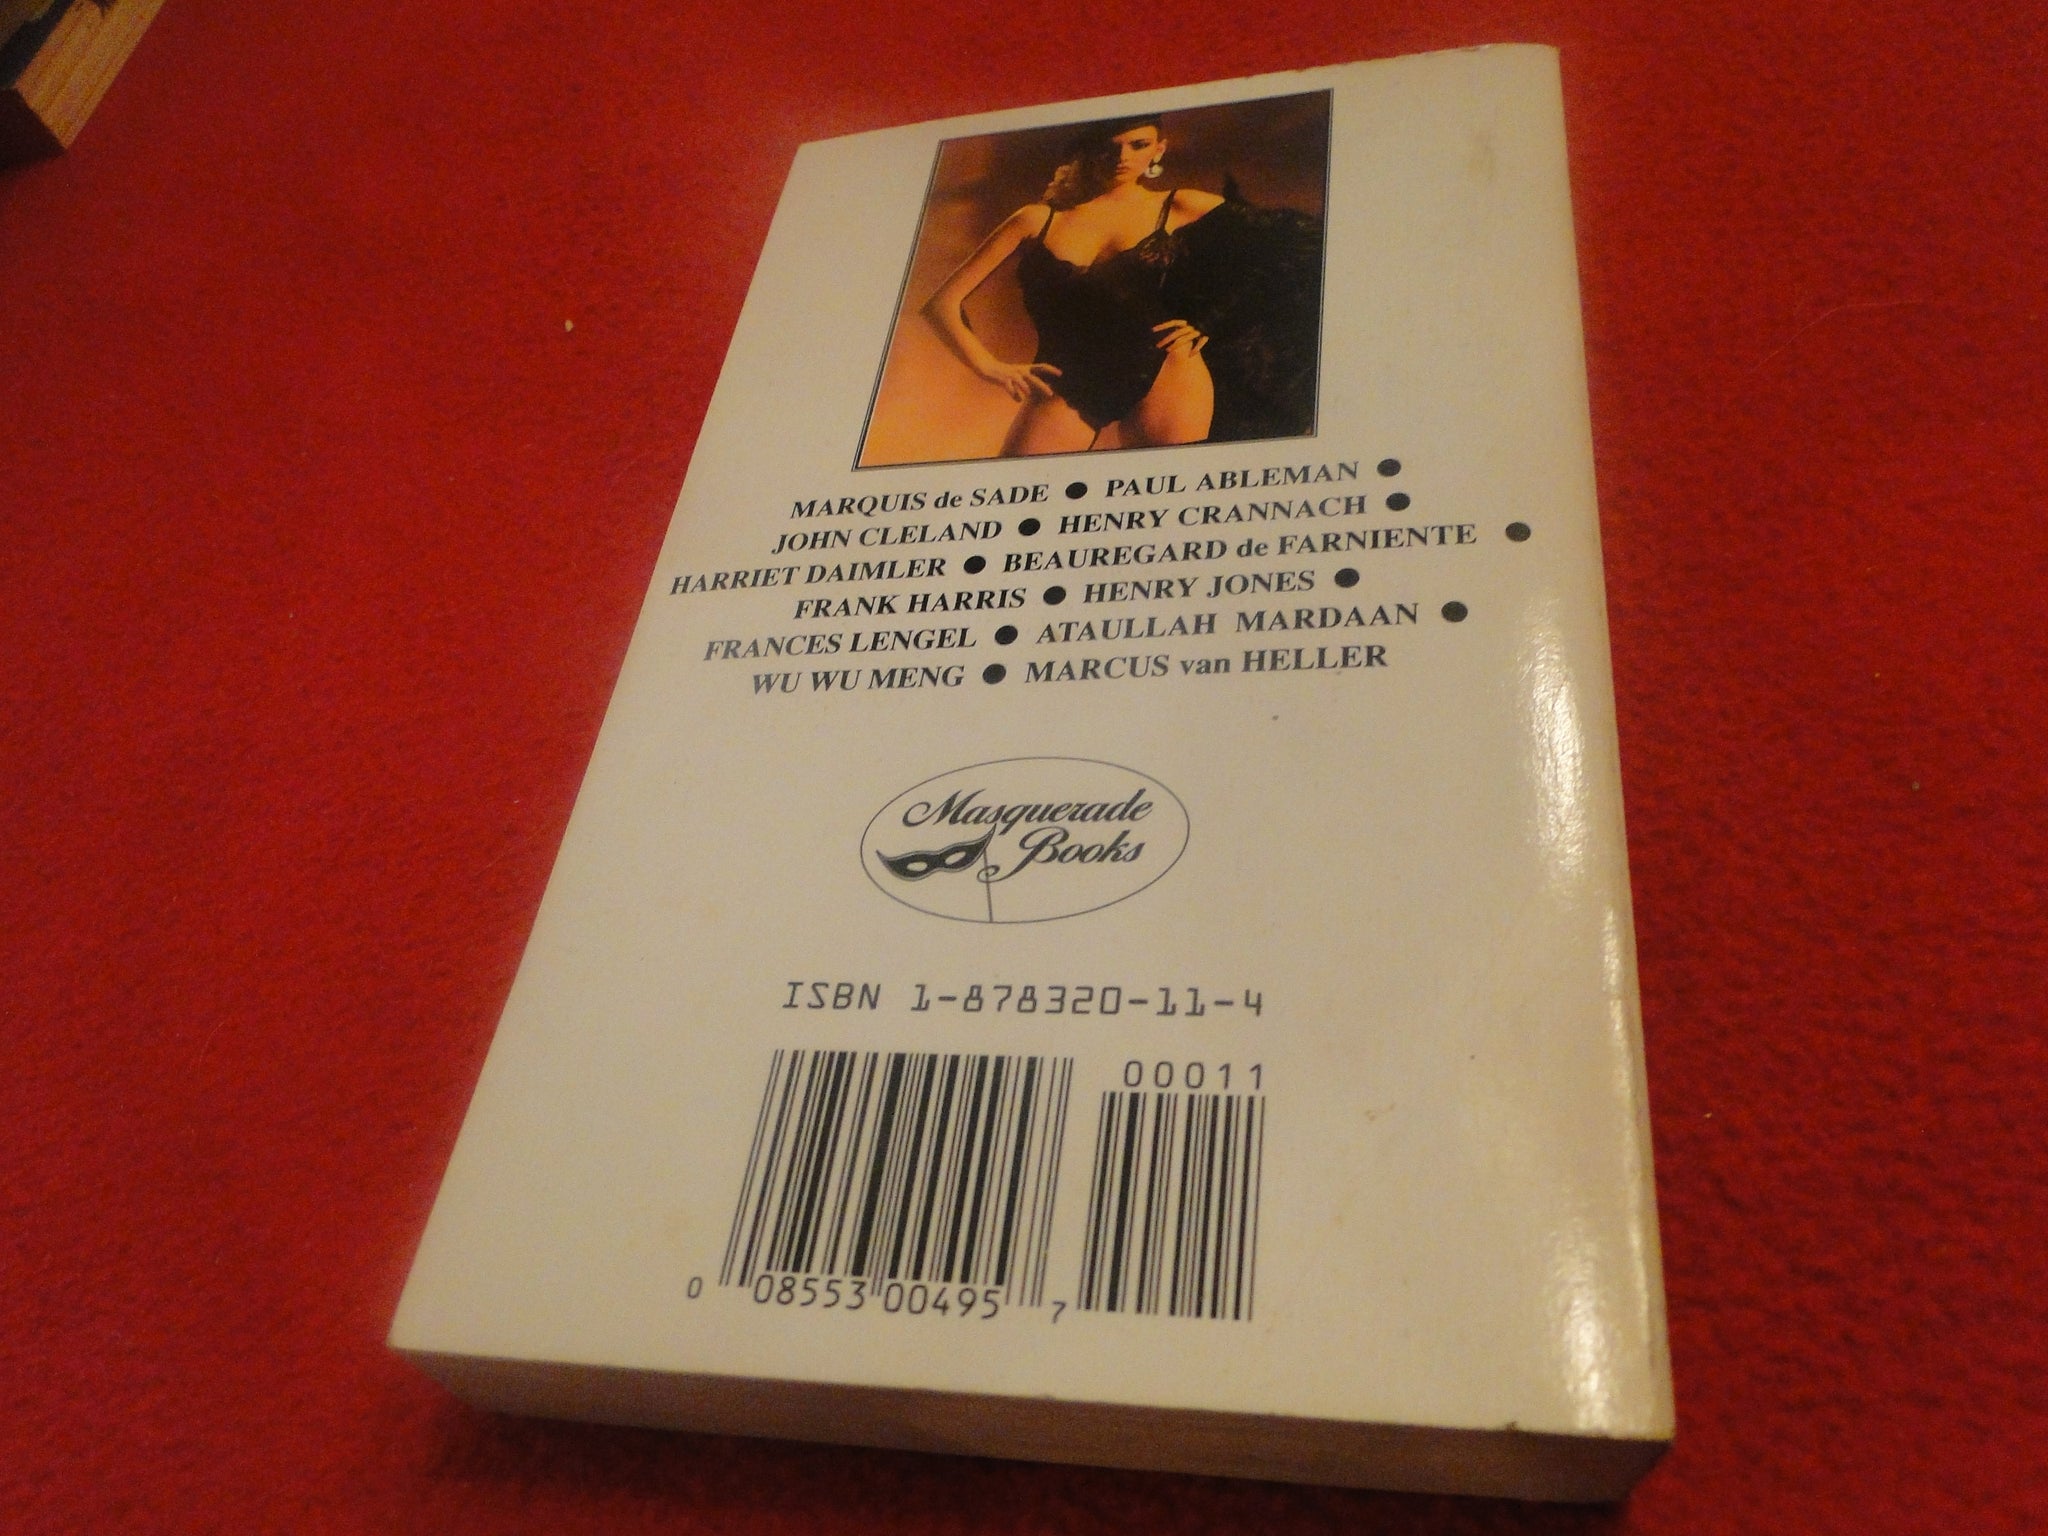 MARQUIS de SADE ● PAUL ABLEMAN ●
JOHN CLELAND ● HENRY CRANNACH ●
HARRIET DAIMLER ● BEAUREGARD de FARNIENTE ●
FRANK HARRIS ● HENRY JONES ●
FRANCES LENGEL ● ATAULLAH MARDAAN ●
WU WU MENG ● MARCUS van HELLER
Masquerade
Books
ISBN 1-878320-11-4
00011
0 08553 00495 7